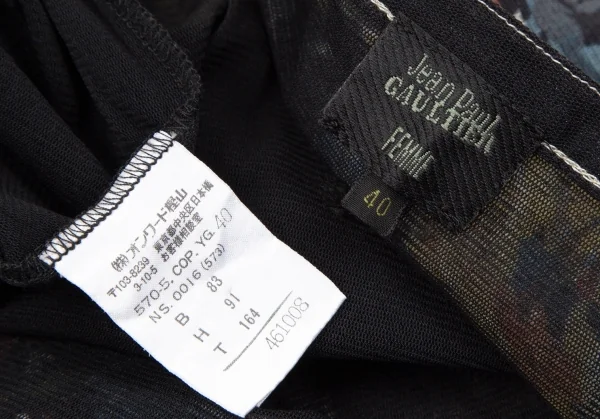 Jean Paul
GAULTIER
FEMME
40
(株)オンワード樫山
〒103-8239 東京都中央区日本橋
3-10-5 お客様相談室
570-5. COP. YG. 40
NS. 0016 (573)
B 83
H 91
T 164
461008